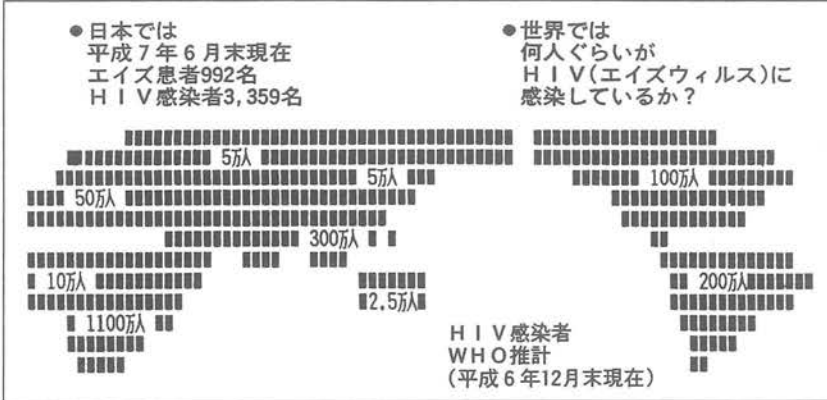 ●日本では
平成7年6月末現在
エイズ患者992名
HIV感染者3,359名
●世界では
何人ぐらいが
HIV(エイズウィルス)に
感染しているか？
5万人
5万人
100万人
50万人
300万人
10万人
200万人
2.5万人
1100万人
HIV感染者
WHO推計
(平成6年12月末現在)